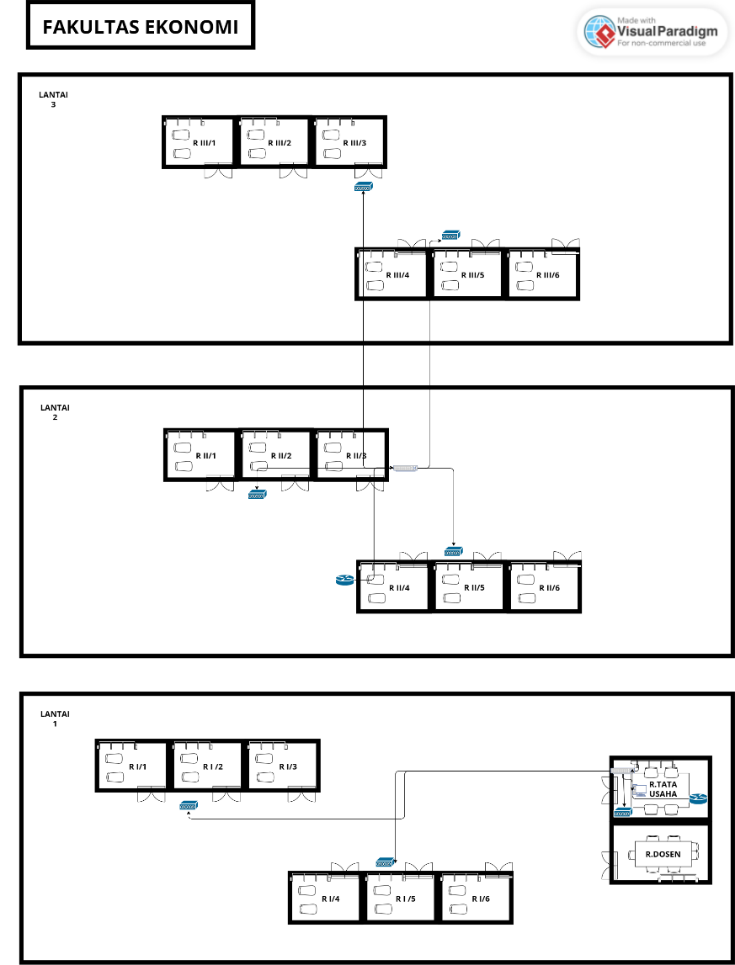 FAKULTAS EKONOMI
Made with
VisualParadigm
For non-commercial use
LANTAI
3
R III/1
R III/2
R III/3
R III/4
R III/5
R III/6
LANTAI
2
R II/1
R II/2
R II/3
R II/4
R II/5
R II/6
LANTAI
1
R I/1
R I /2
R I/3
R.TATA
USAHA
R.DOSEN
R I/4
R I /5
R I/6